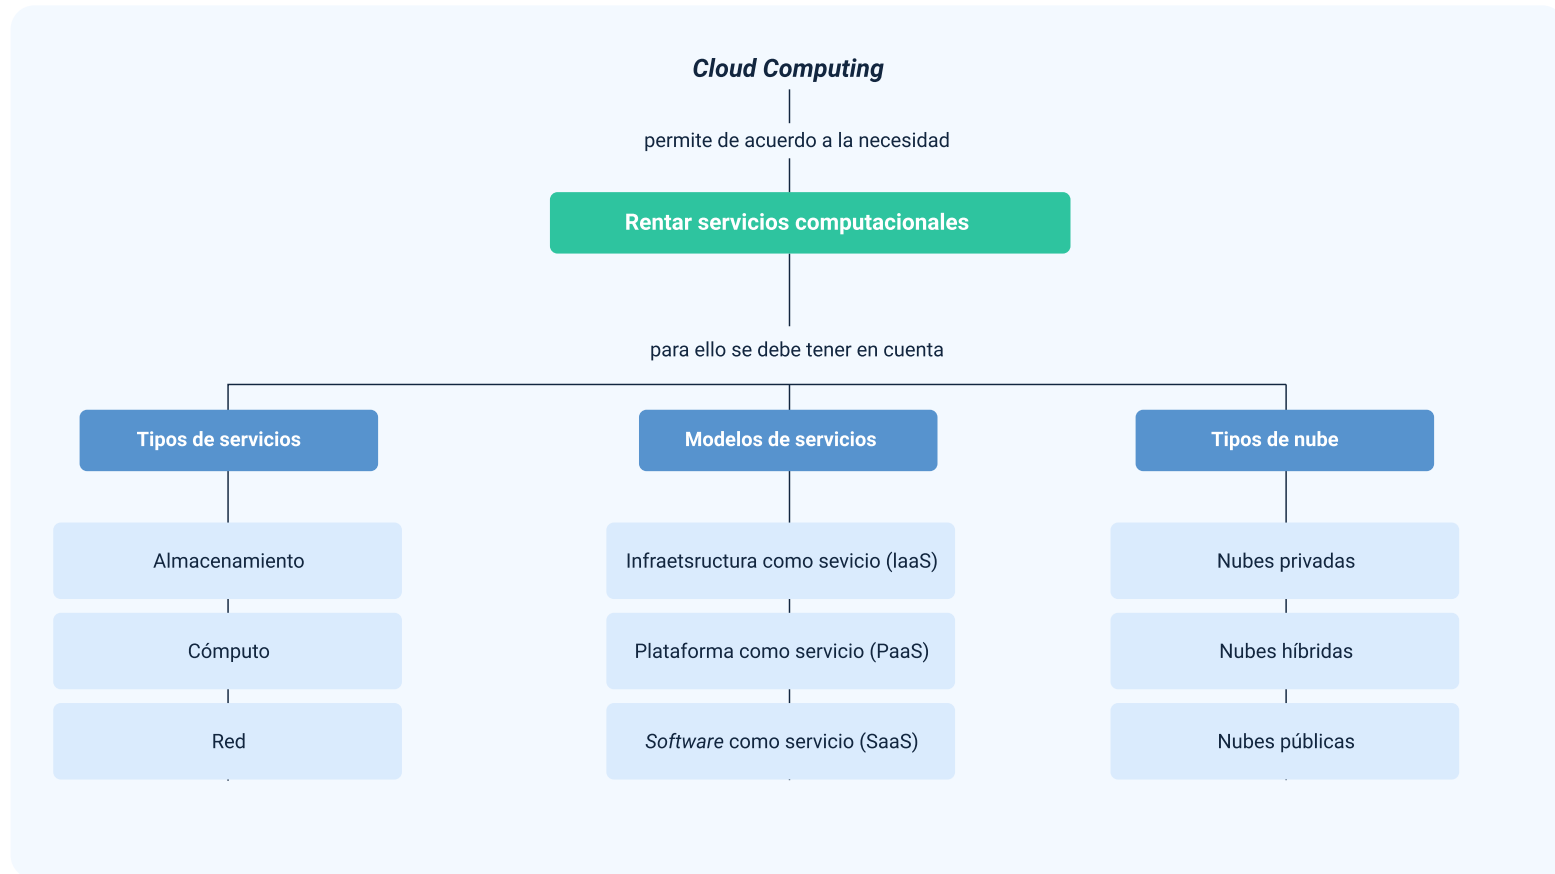 Cloud Computing
permite de acuerdo a la necesidad
Rentar servicios computacionales
para ello se debe tener en cuenta
Tipos de servicios
Almacenamiento
Cómputo
Red
Modelos de servicios
Infraetsructura como sevicio (laaS)
Plataforma como servicio (PaaS)
Software como servicio (SaaS)
Tipos de nube
Nubes privadas
Nubes híbridas
Nubes públicas